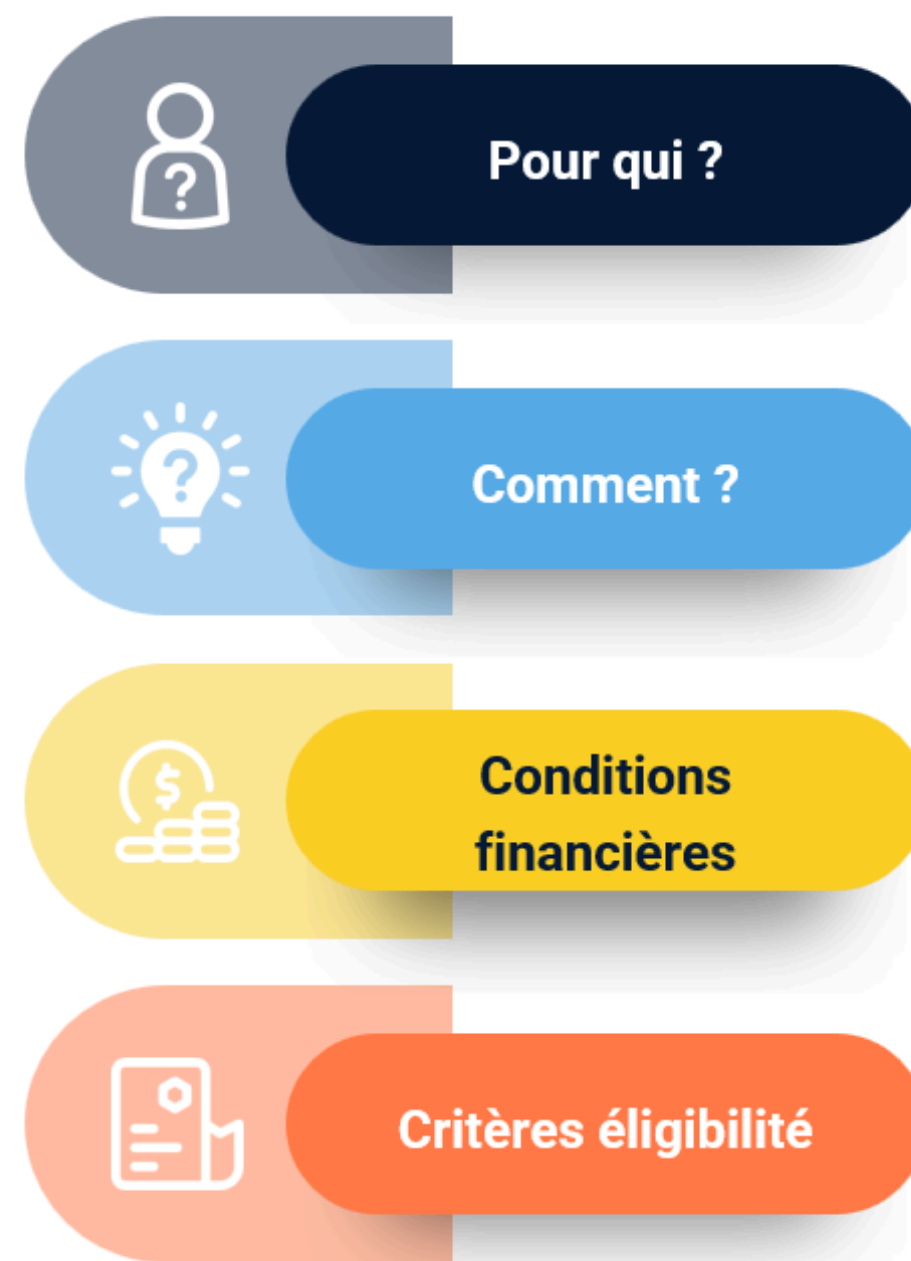 ?
Pour qui ?
?
Comment ?
$
Conditions
financières
Critères éligibilité